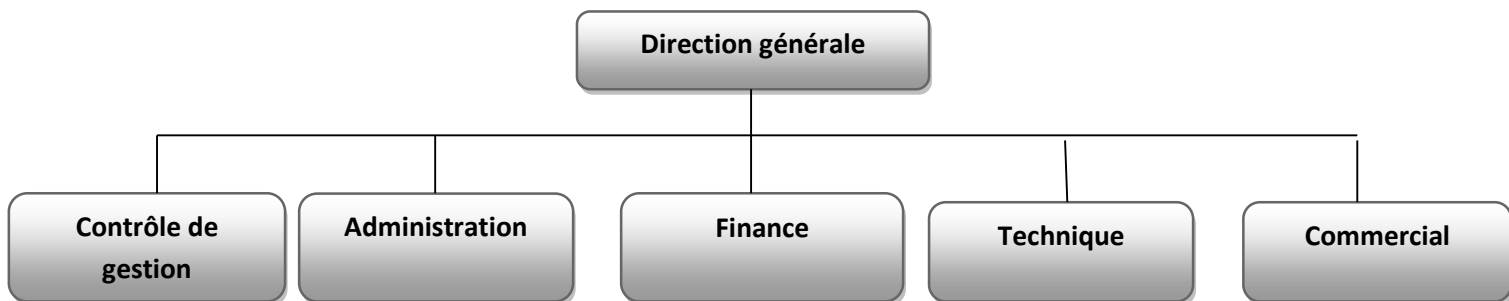 Direction générale
Contrôle de
gestion
Administration
Finance
Technique
Commercial